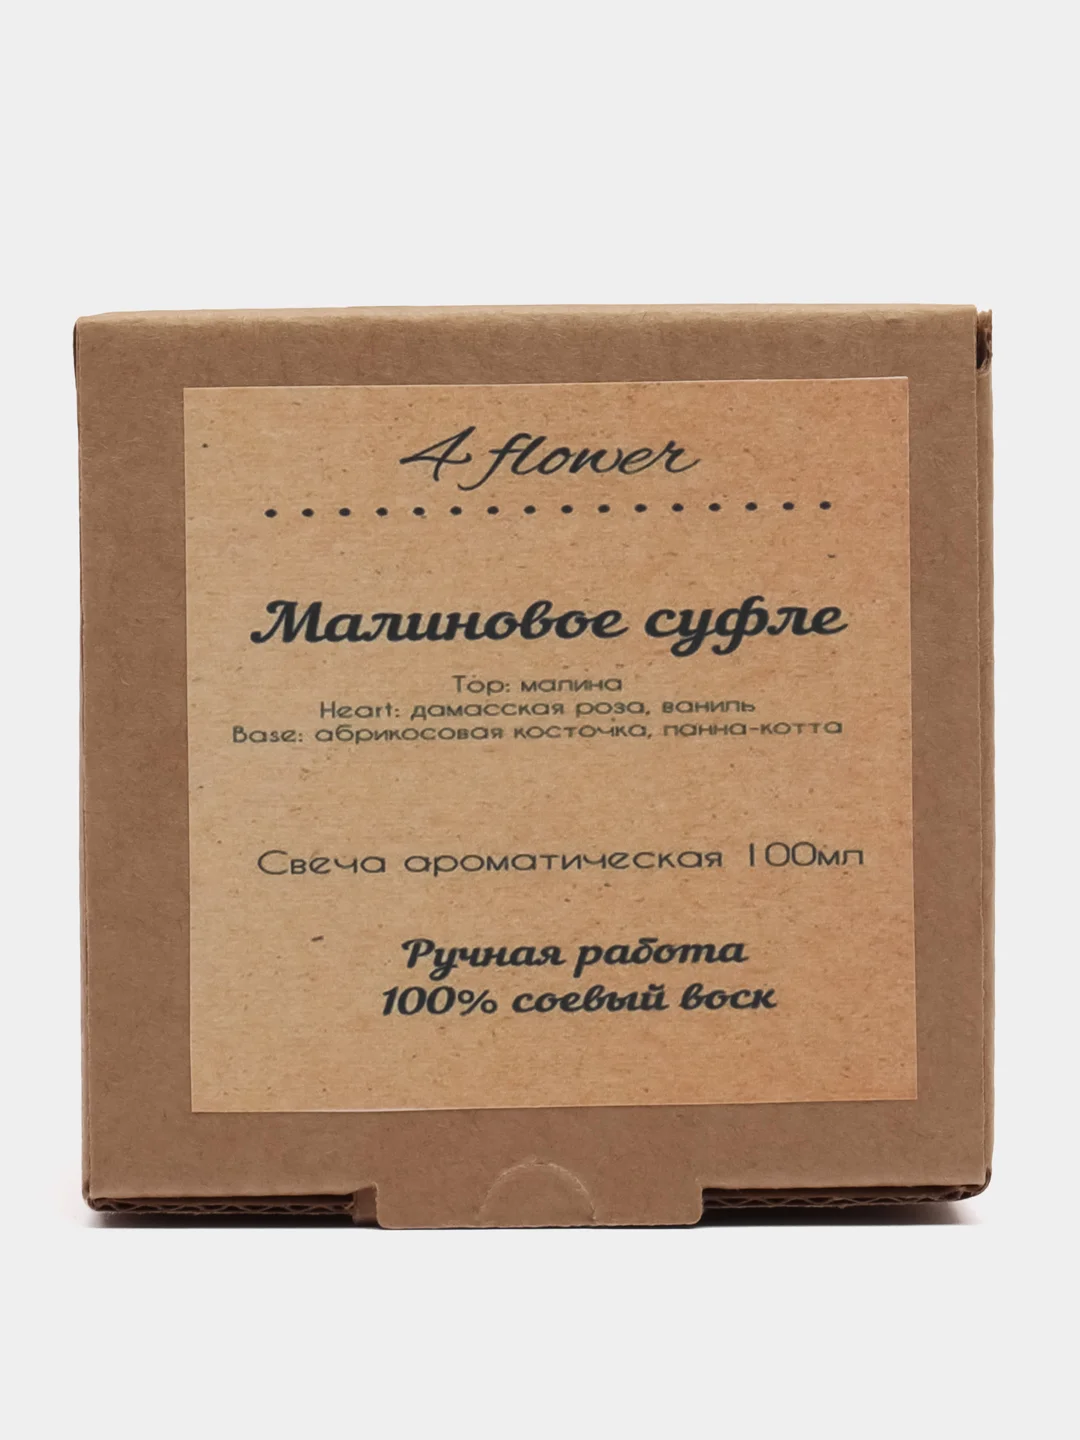 4 flower
Малиновое суфле
Top: малина
Heart: дамасская роза, ваниль
Base: абрикосовая косточка, панна-котта
Свеча ароматическая 100мл
Ручная работа
100% соевый воск